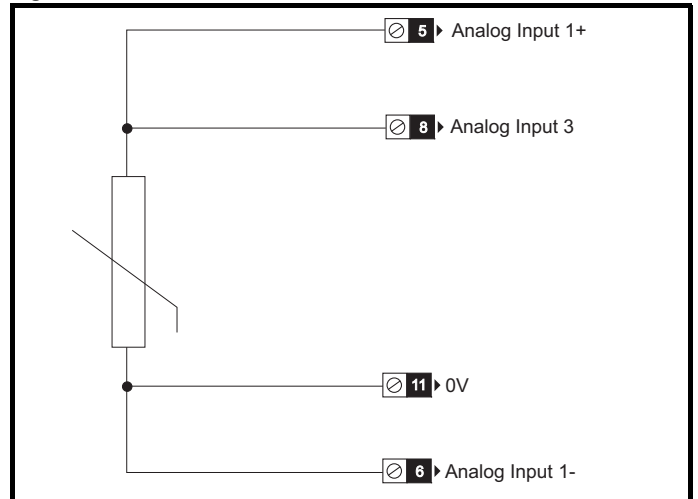 5 Analog Input 1+
8 Analog Input 3
11 0V
6 Analog Input 1-